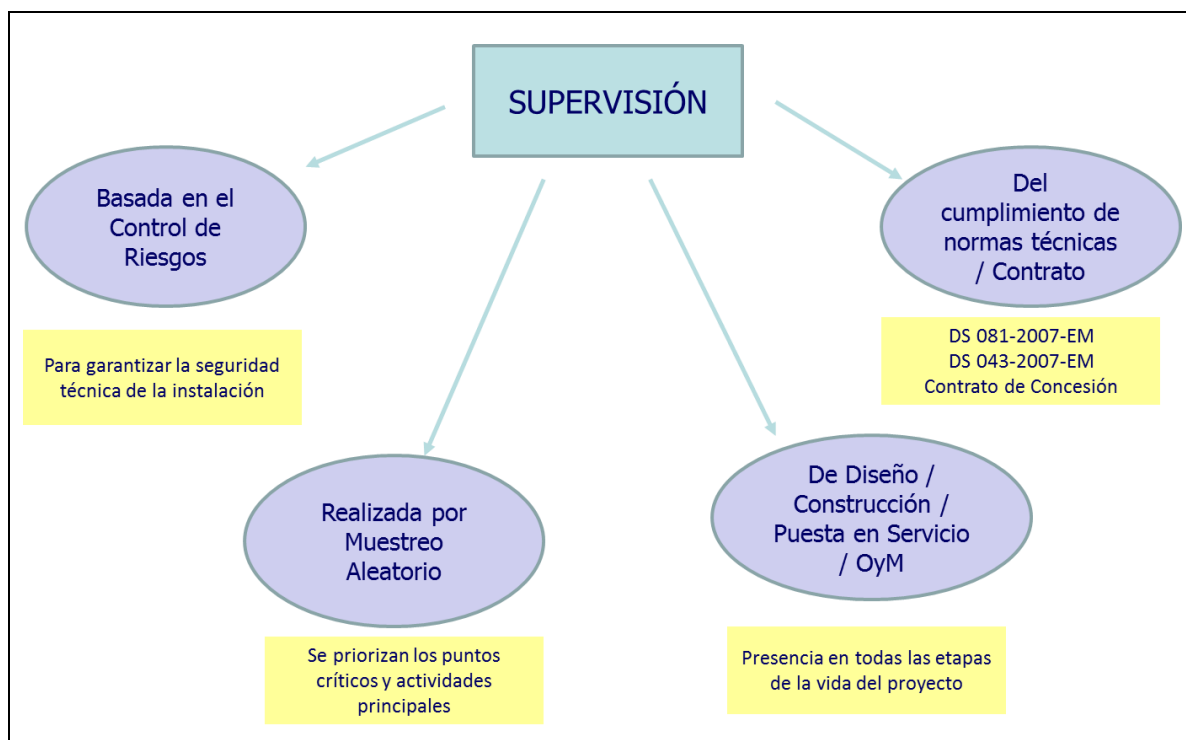 SUPERVISIÓN
Basada en el
Control de
Riesgos
Para garantizar la seguridad
técnica de la instalación
Realizada por
Muestreo
Aleatorio
Se priorizan los puntos
críticos y actividades
principales
De Diseño /
Construcción /
Puesta en Servicio
/ OyM
Presencia en todas las etapas
de la vida del proyecto
Del
cumplimiento de
normas técnicas
/ Contrato
DS 081-2007-EM
DS 043-2007-EM
Contrato de Concesión